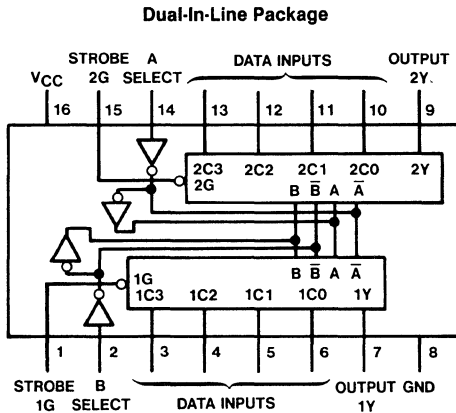 Dual-In-Line Package
STROBE A DATA INPUTS OUTPUT
VCC 2G SELECT 2Y
16 15 14 13 12 11 10 9
2C3 2C2 2C1 2C0 2Y
2G B B̅ A A̅
1G B B̅ A A̅
1C3 1C2 1C1 1C0 1Y
1 2 3 4 5 6 7 8
STROBE B DATA INPUTS OUTPUT GND
1G SELECT 1Y